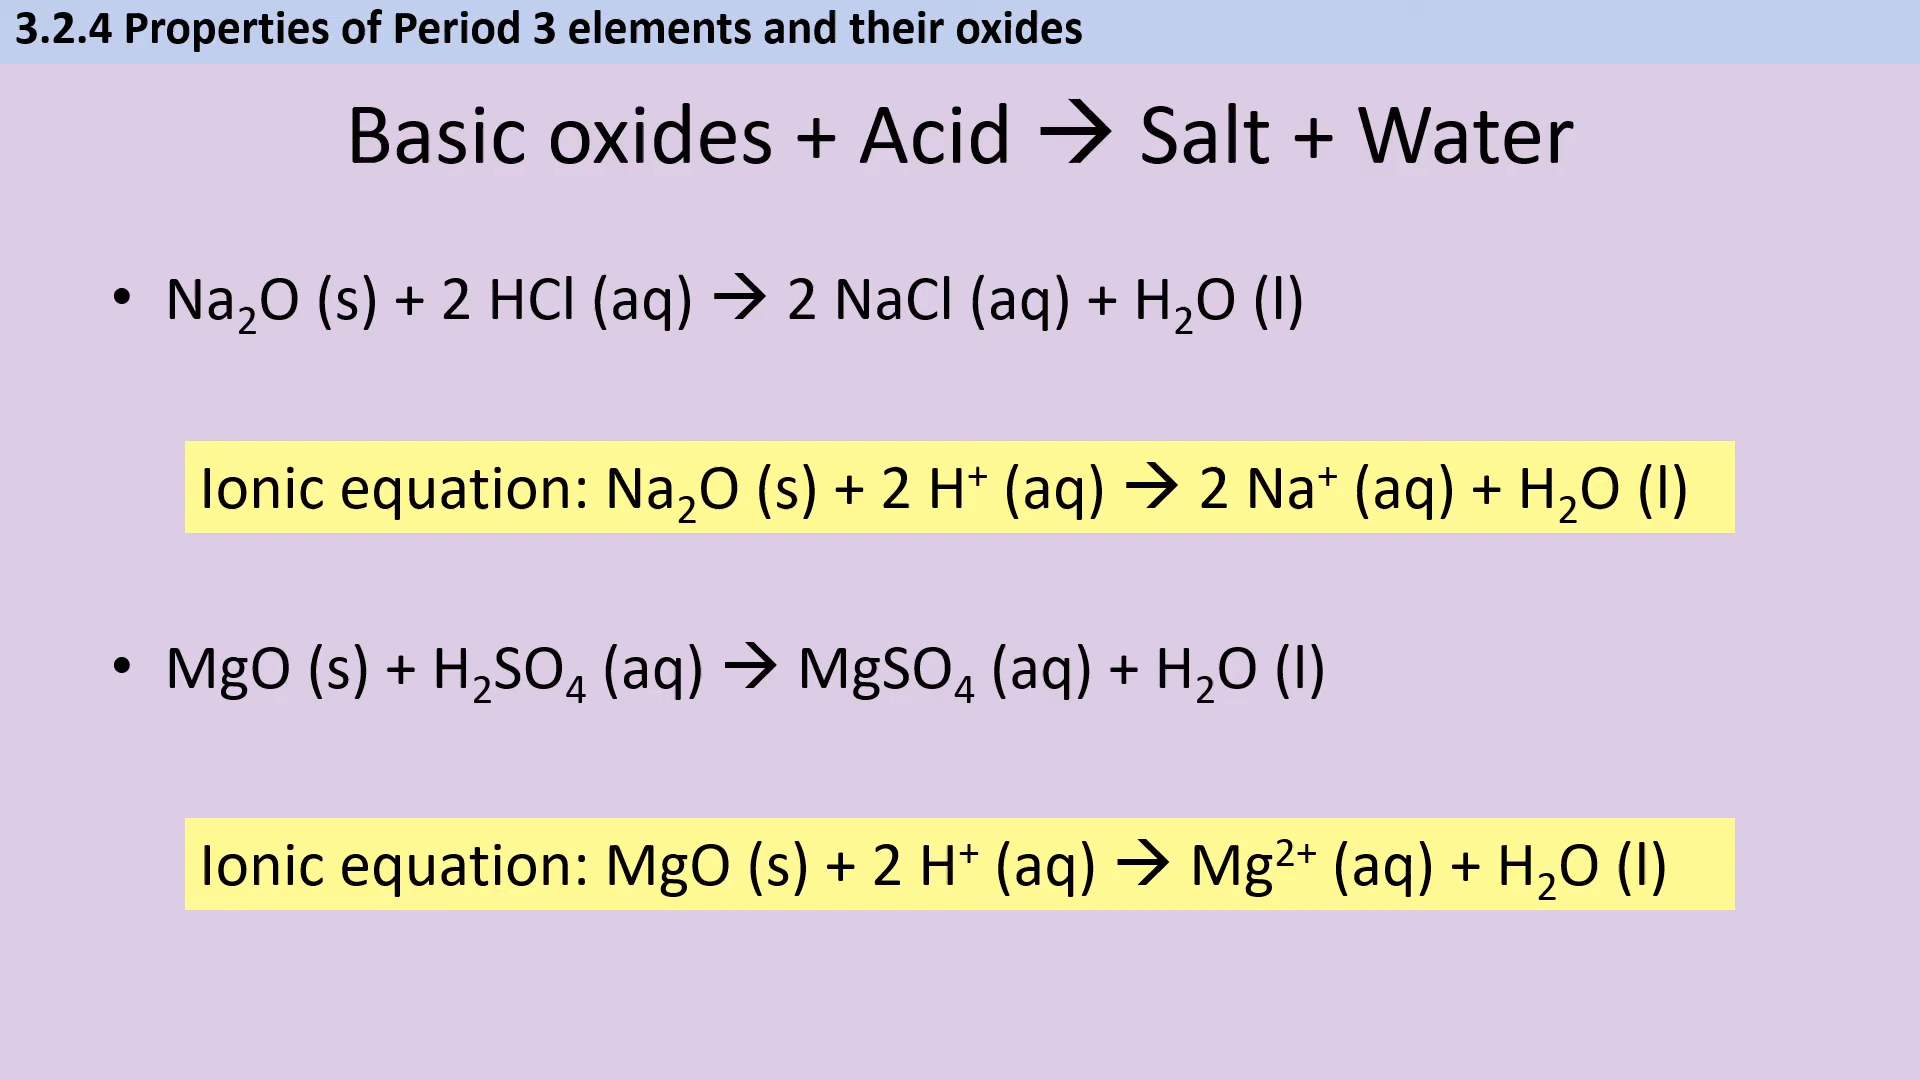 3.2.4 Properties of Period 3 elements and their oxides
Basic oxides + Acid → Salt + Water
• Na₂O (s) + 2 HCl (aq) → 2 NaCl (aq) + H₂O (l)
Ionic equation: Na₂O (s) + 2 H⁺ (aq) → 2 Na⁺ (aq) + H₂O (l)
• MgO (s) + H₂SO₄ (aq) → MgSO₄ (aq) + H₂O (l)
Ionic equation: MgO (s) + 2 H⁺ (aq) → Mg²⁺ (aq) + H₂O (l)